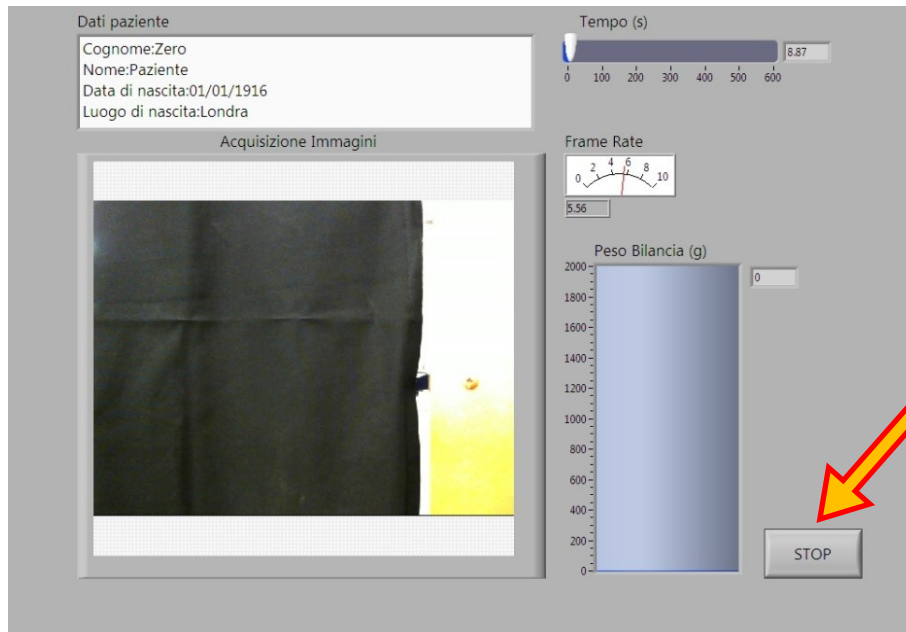 Dati paziente
Cognome:Zero
Nome:Paziente
Data di nascita:01/01/1916
Luogo di nascita:Londra
Tempo (s)
8.87
0 100 200 300 400 500 600
Acquisizione Immagini
Frame Rate
0 2 4 6 8 10
5.56
Peso Bilancia (g)
0
2000
1800
1600
1400
1200
1000
800
600
400
200
0
STOP